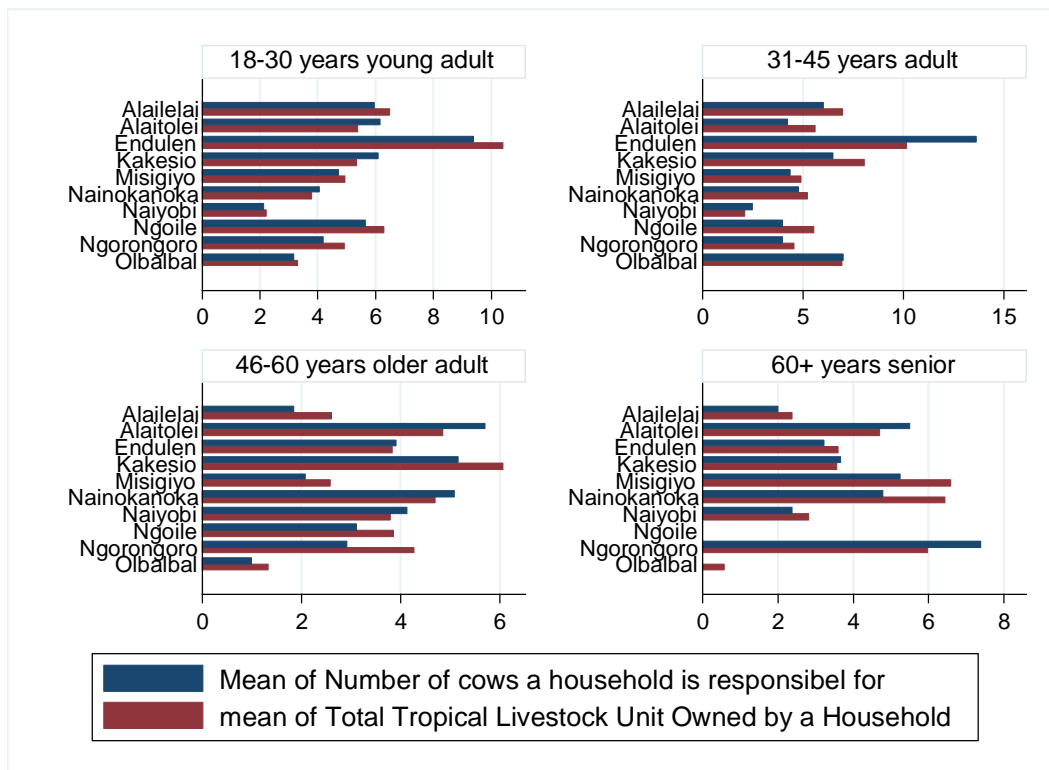 18-30 years young adult
Alailelai
Alaitolei
Endulen
Kakesio
Misigiyo
Nainokanoka
Naiyobi
Ngoile
Ngorongoro
Olbalbal
0 2 4 6 8 10
31-45 years adult
Alailelai
Alaitolei
Endulen
Kakesio
Misigiyo
Nainokanoka
Naiyobi
Ngoile
Ngorongoro
Olbalbal
0 5 10 15
46-60 years older adult
Alailelai
Alaitolei
Endulen
Kakesio
Misigiyo
Nainokanoka
Naiyobi
Ngoile
Ngorongoro
Olbalbal
0 2 4 6
60+ years senior
Alailelai
Alaitolei
Endulen
Kakesio
Misigiyo
Nainokanoka
Naiyobi
Ngoile
Ngorongoro
Olbalbal
0 2 4 6 8
Mean of Number of cows a household is responsibel for
mean of Total Tropical Livestock Unit Owned by a Household